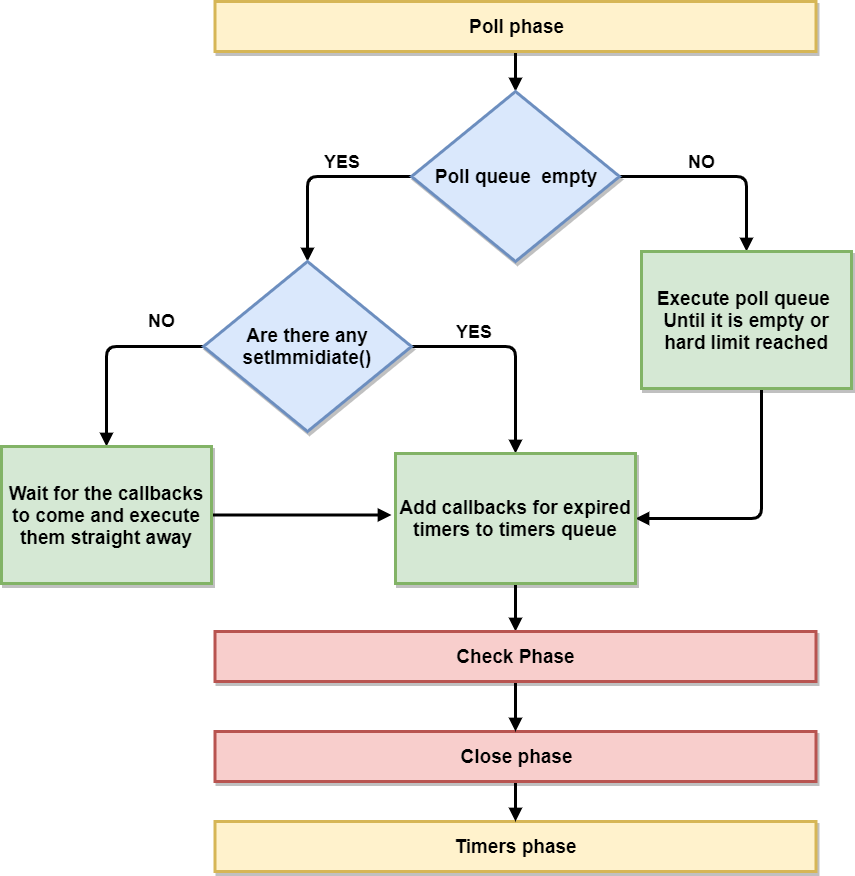 Poll phase
Poll queue  empty
YES
NO
Execute poll queue
Until it is empty or
hard limit reached
Are there any
setImmidiate()
NO
YES
Wait for the callbacks
to come and execute
them straight away
Add callbacks for expired
timers to timers queue
Check Phase
Close phase
Timers phase